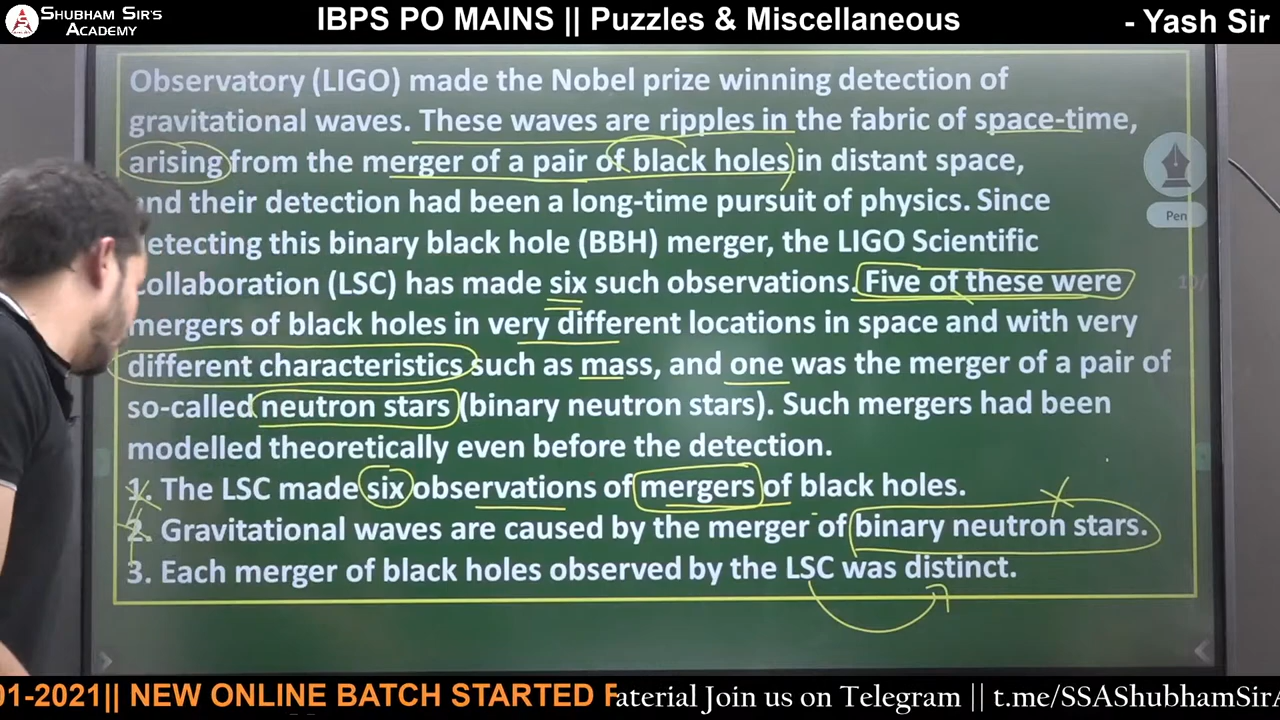 SHUBHAM SIR'S
ACADEMY
IBPS PO MAINS || Puzzles & Miscellaneous
- Yash Sir
Observatory (LIGO) made the Nobel prize winning detection of
gravitational waves. These waves are ripples in the fabric of space-time,
arising from the merger of a pair of black holes in distant space,
and their detection had been a long-time pursuit of physics. Since
detecting this binary black hole (BBH) merger, the LIGO Scientific
Collaboration (LSC) has made six such observations. Five of these were
mergers of black holes in very different locations in space and with very
different characteristics such as mass, and one was the merger of a pair of
so-called neutron stars (binary neutron stars). Such mergers had been
modelled theoretically even before the detection.
1. The LSC made six observations of mergers of black holes.
2. Gravitational waves are caused by the merger of binary neutron stars.
3. Each merger of black holes observed by the LSC was distinct.
Pen
01-2021|| NEW ONLINE BATCH STARTED F
aterial Join us on Telegram || t.me/SSAShubhamSirA